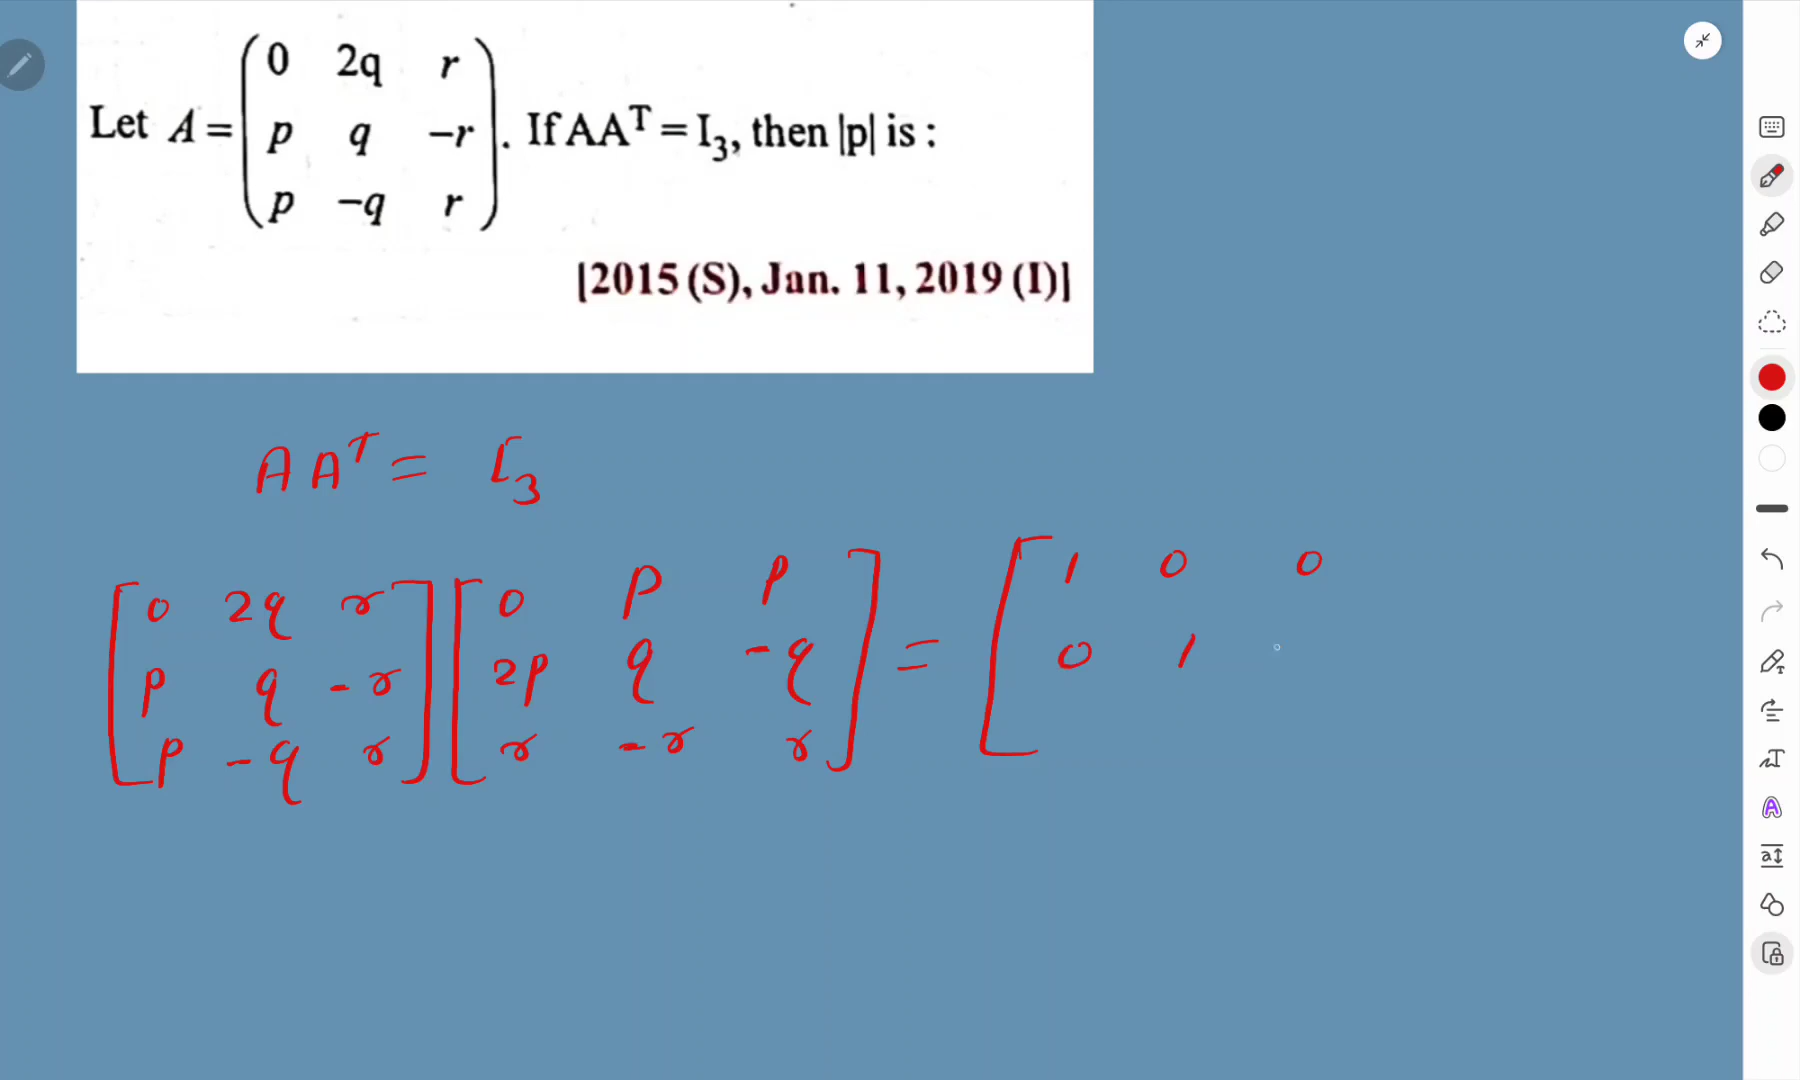 Let A = ( 0 2q r
p q -r
p -q r ) . If AA^T = I_3, then |p| is :
[2015 (S), Jan. 11, 2019 (I)]
A A^T = I_3
[ 0 2q r ] [ 0 p p ] = [ 1 0 0
p q -r 2p q -q 0 1
p -q r r -r r